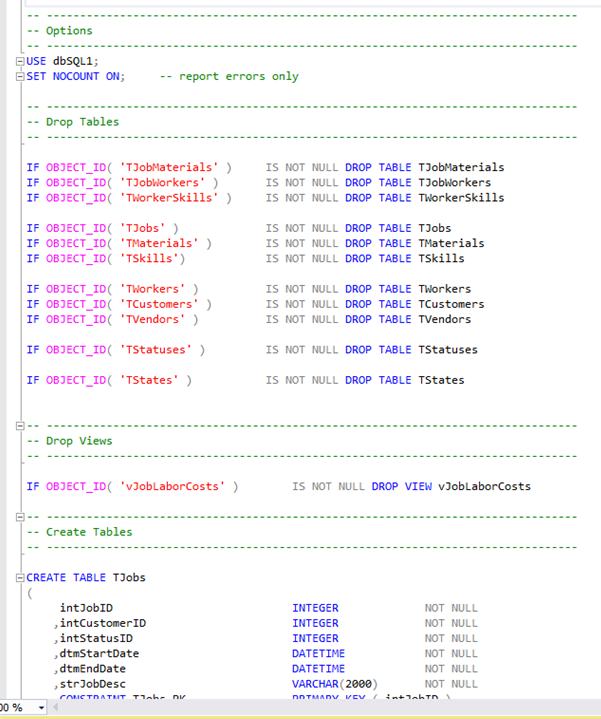 -- --------------------------------------------------------------------------------
-- Options
-- --------------------------------------------------------------------------------
USE dbSQL1;
SET NOCOUNT ON;     -- report errors only
-- --------------------------------------------------------------------------------
-- Drop Tables
-- --------------------------------------------------------------------------------
IF OBJECT_ID( 'TJobMaterials' )     IS NOT NULL DROP TABLE TJobMaterials
IF OBJECT_ID( 'TJobWorkers' )       IS NOT NULL DROP TABLE TJobWorkers
IF OBJECT_ID( 'TWorkerSkills' )     IS NOT NULL DROP TABLE TWorkerSkills
IF OBJECT_ID( 'TJobs' )             IS NOT NULL DROP TABLE TJobs
IF OBJECT_ID( 'TMaterials' )        IS NOT NULL DROP TABLE TMaterials
IF OBJECT_ID( 'TSkills')            IS NOT NULL DROP TABLE TSkills
IF OBJECT_ID( 'TWorkers' )          IS NOT NULL DROP TABLE TWorkers
IF OBJECT_ID( 'TCustomers' )        IS NOT NULL DROP TABLE TCustomers
IF OBJECT_ID( 'TVendors' )          IS NOT NULL DROP TABLE TVendors
IF OBJECT_ID( 'TStatuses' )         IS NOT NULL DROP TABLE TStatuses
IF OBJECT_ID( 'TStates' )           IS NOT NULL DROP TABLE TStates
-- --------------------------------------------------------------------------------
-- Drop Views
-- --------------------------------------------------------------------------------
IF OBJECT_ID( 'vJobLaborCosts' )        IS NOT NULL DROP VIEW vJobLaborCosts
-- --------------------------------------------------------------------------------
-- Create Tables
-- --------------------------------------------------------------------------------
CREATE TABLE TJobs
(
     intJobID                           INTEGER             NOT NULL
    ,intCustomerID                      INTEGER             NOT NULL
    ,intStatusID                        INTEGER             NOT NULL
    ,dtmStartDate                       DATETIME            NOT NULL
    ,dtmEndDate                         DATETIME            NOT NULL
    ,strJobDesc                         VARCHAR(2000)       NOT NULL
    ,CONSTRAINT TJobs_PK                PRIMARY KEY ( intJobID )
00 %